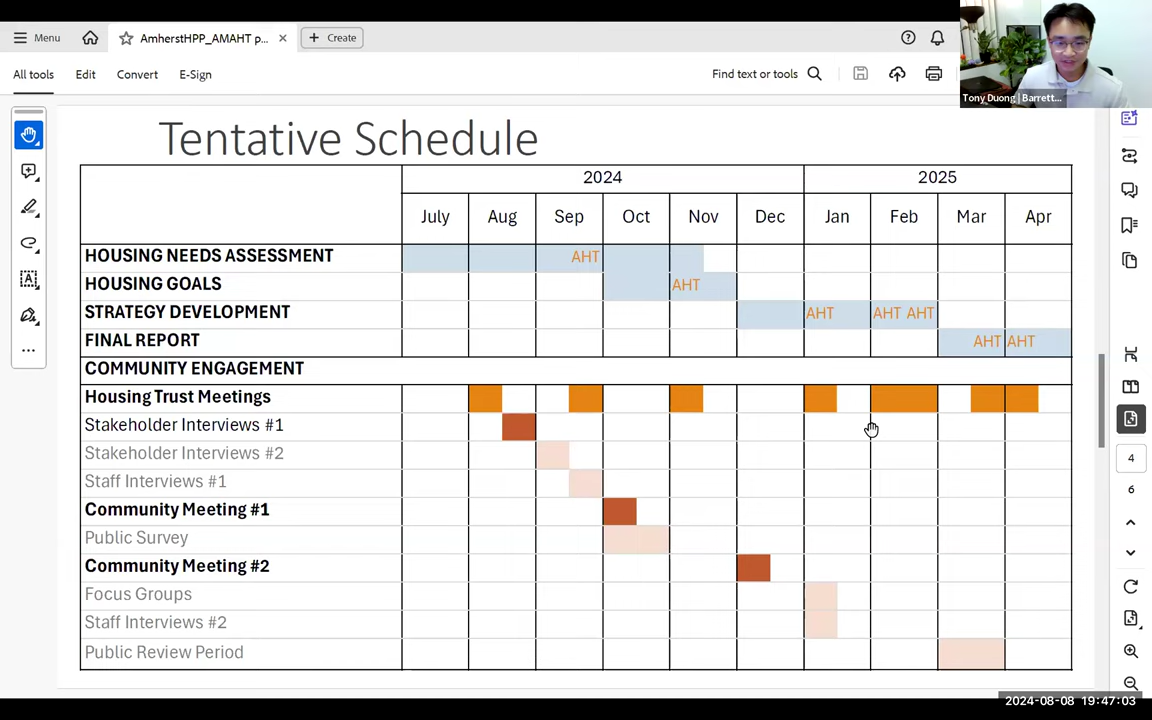 Menu
AmherstHPP_AMAHT p...
Create
All tools
Edit
Convert
E-Sign
Find text or tools
Tony Duong | Barrett...
Tentative Schedule
2024
2025
July
Aug
Sep
Oct
Nov
Dec
Jan
Feb
Mar
Apr
HOUSING NEEDS ASSESSMENT
AHT
HOUSING GOALS
AHT
STRATEGY DEVELOPMENT
AHT
AHT AHT
FINAL REPORT
AHT
AHT
COMMUNITY ENGAGEMENT
Housing Trust Meetings
Stakeholder Interviews #1
Stakeholder Interviews #2
Staff Interviews #1
Community Meeting #1
Public Survey
Community Meeting #2
Focus Groups
Staff Interviews #2
Public Review Period
4
6
2024-08-08 19:47:03